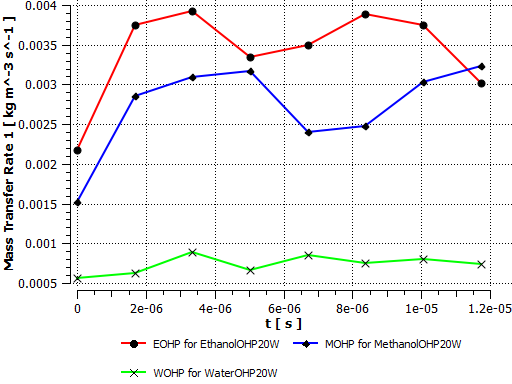 Mass Transfer Rate 1 [ kg m^-3 s^-1 ]
0.004
0.0035
0.003
0.0025
0.002
0.0015
0.001
0.0005
0 2e-06 4e-06 6e-06 8e-06 1e-05 1.2e-05
t [ s ]
EOHP for EthanolOHP20W MOHP for MethanolOHP20W
WOHP for WaterOHP20W